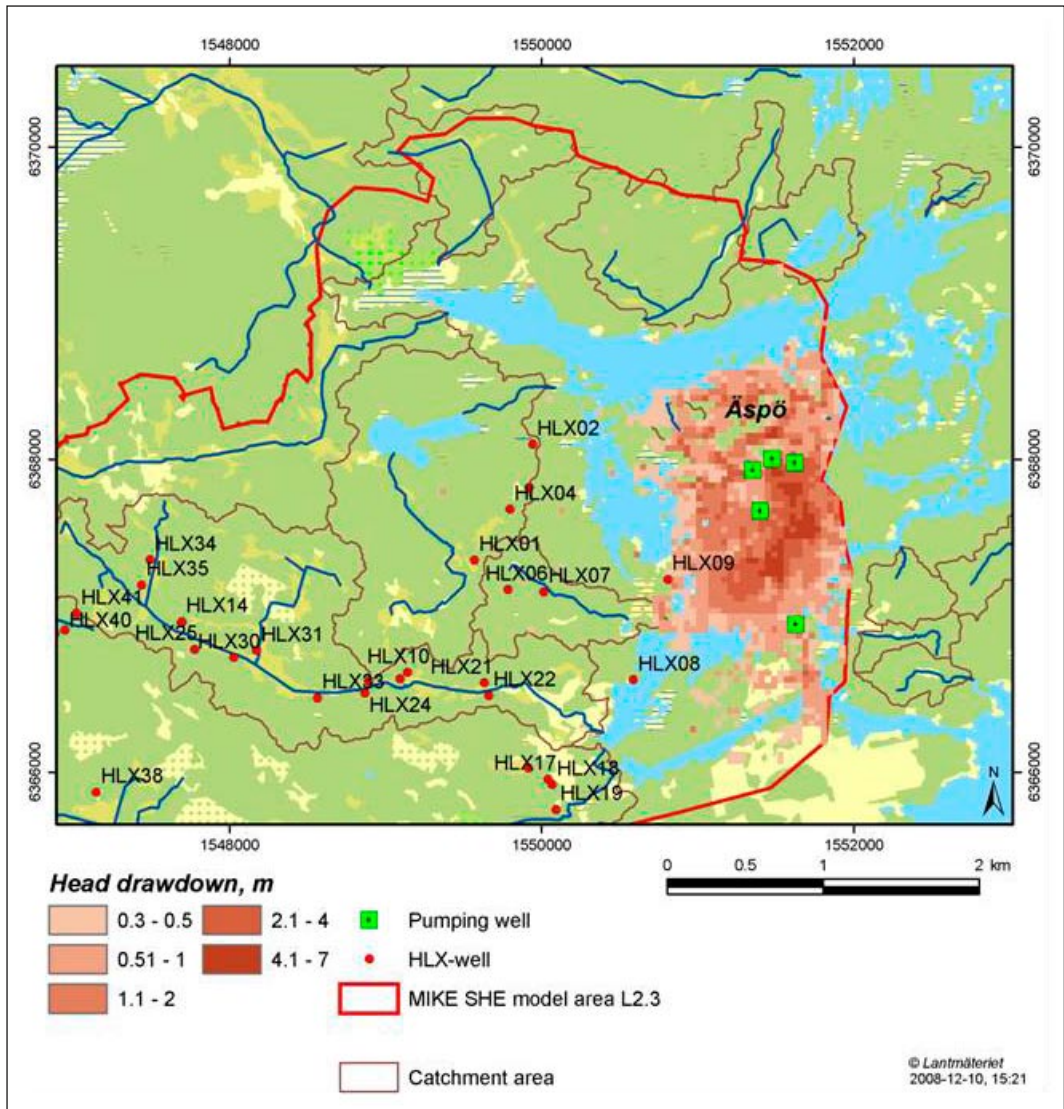 1548000 1550000 1552000
6370000 6370000
Äspö
HLX02
6368000 6368000
HLX04
HLX34 HLX01
HLX35 HLX06 HLX07 HLX09
HLX41 HLX14
HLX40 HLX25 HLX30 HLX31
HLX10 HLX21 HLX08
HLX33 HLX22
HLX24
HLX17 HLX18
6366000 6366000
HLX38 HLX19
N
1548000 1550000 1552000
0 0.5 1 2 km
Head drawdown, m
0.3 - 0.5 2.1 - 4 Pumping well
0.51 - 1 4.1 - 7 HLX-well
1.1 - 2 MIKE SHE model area L2.3
Catchment area
© Lantmäteriet
2008-12-10, 15:21